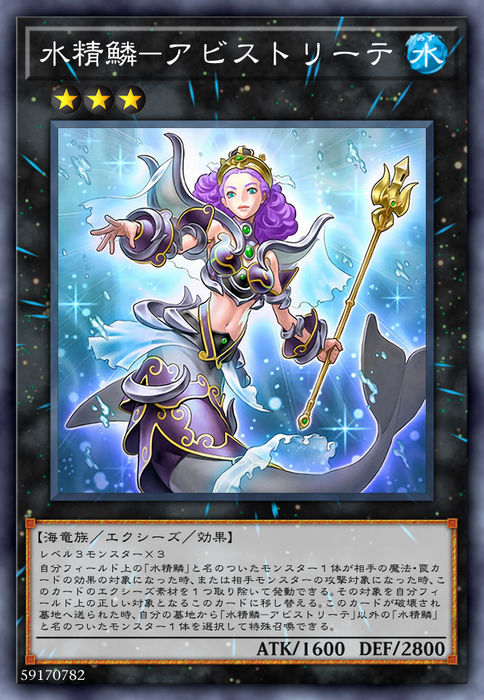 水精鱗－アビストリーテ
みず
水
【海竜族／エクシーズ／効果】
レベル３モンスター×３
自分フィールド上の「水精鱗」と名のついたモンスター１体が相手の魔法・罠カ
ードの効果の対象になった時、または相手モンスターの攻撃対象になった時、こ
のカードのエクシーズ素材を１つ取り除いて発動できる。その対象を自分フィ
ールド上の正しい対象となるこのカードに移し替える。このカードが破壊され
墓地へ送られた時、自分の墓地から「水精鱗－アビストリーテ」以外の「水精鱗」
と名のついたモンスター１体を選択して特殊召喚できる。
ATK/1600 DEF/2800
59170782